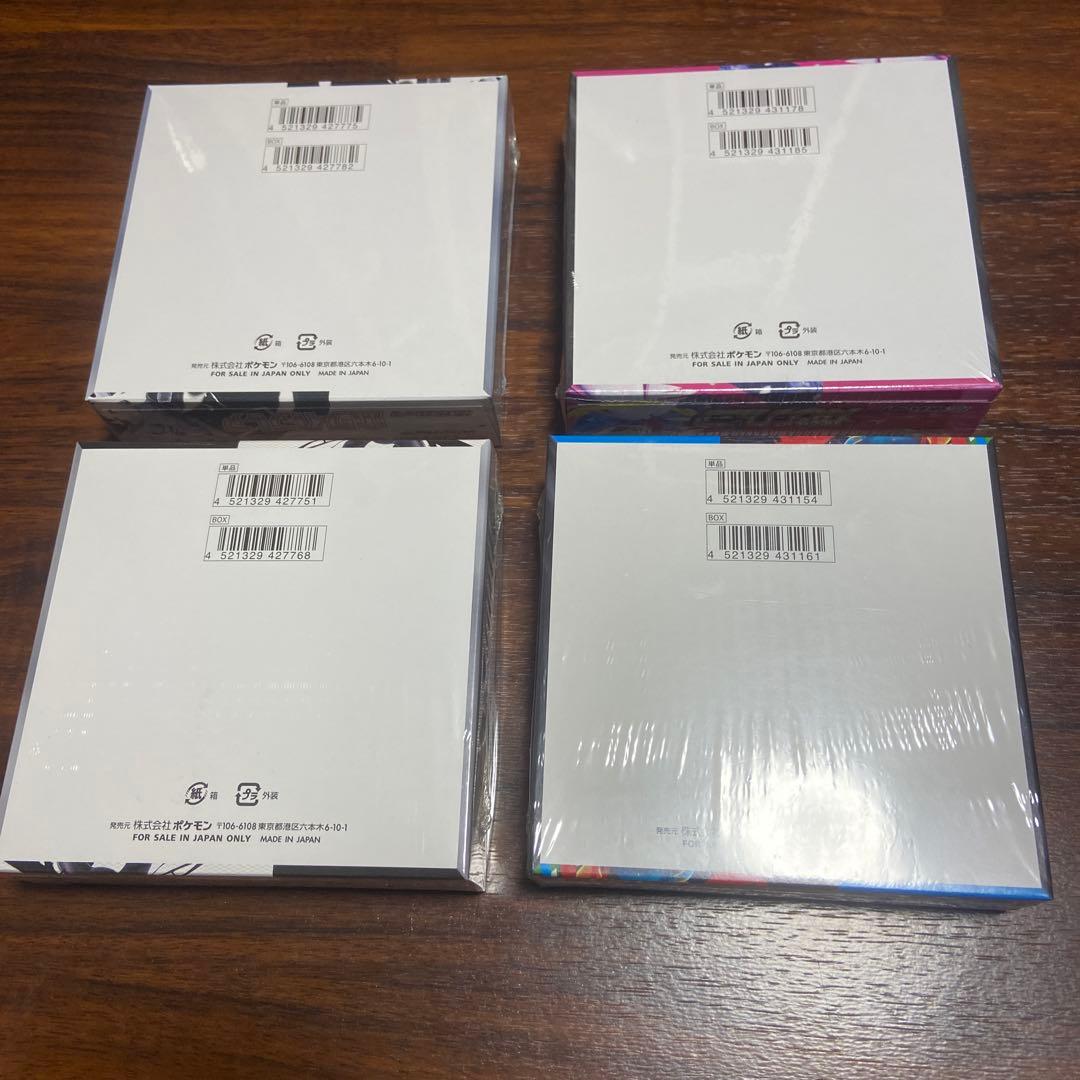 単品
4 521329 427775
BOX
4 521329 427782
紙 箱 プラ 外装
発売元 株式会社ポケモン 〒106-6108 東京都港区六本木6-10-1
FOR SALE IN JAPAN ONLY MADE IN JAPAN
単品
4 521329 431178
BOX
4 521329 431185
紙 箱 プラ 外装
発売元 株式会社ポケモン 〒106-6108 東京都港区六本木6-10-1
FOR SALE IN JAPAN ONLY MADE IN JAPAN
単品
4 521329 427751
BOX
4 521329 427768
紙 箱 プラ 外装
発売元 株式会社ポケモン 〒106-6108 東京都港区六本木6-10-1
FOR SALE IN JAPAN ONLY MADE IN JAPAN
単品
4 521329 431154
BOX
4 521329 431161
発売元 株式
FOR